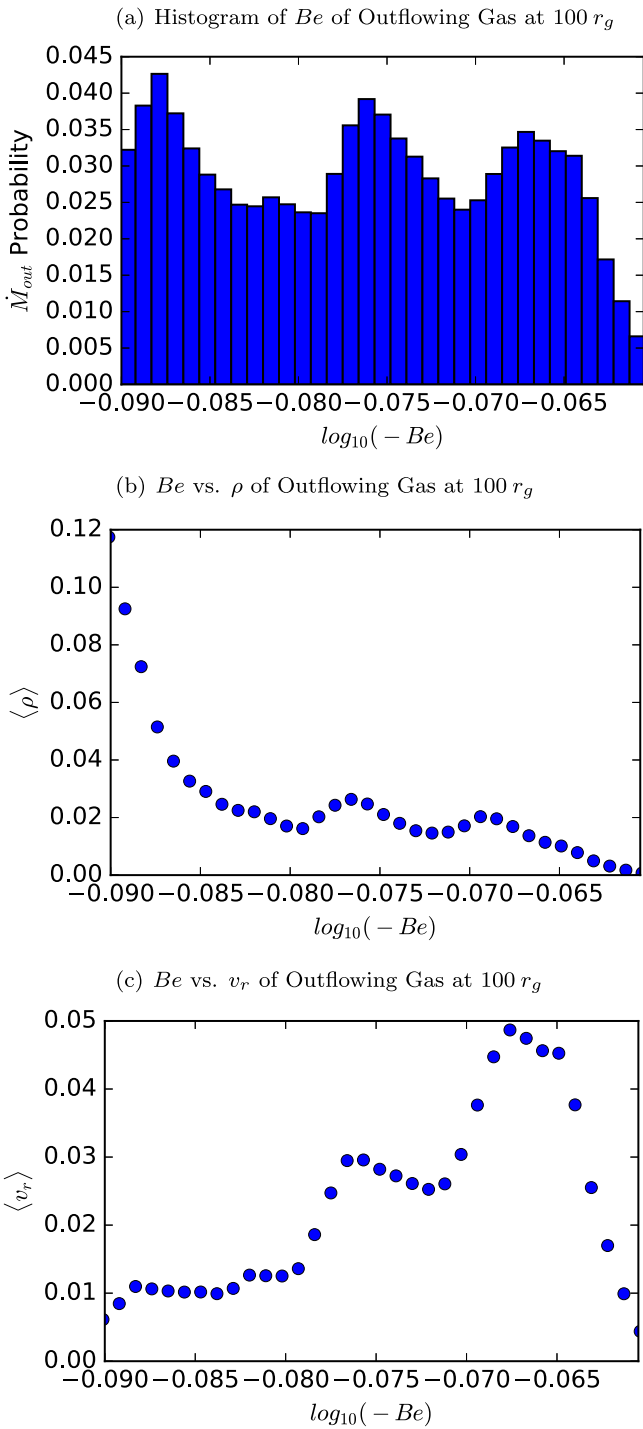 (a) Histogram of Be of Outflowing Gas at 100 r_g
0.045
0.040
0.035
0.030
0.025
0.020
0.015
0.010
0.005
0.000
Ṁ_out Probability
−0.090 −0.085 −0.080 −0.075 −0.070 −0.065
log₁₀(−Be)
(b) Be vs. ρ of Outflowing Gas at 100 r_g
0.12
0.10
0.08
0.06
0.04
0.02
0.00
⟨ρ⟩
−0.090 −0.085 −0.080 −0.075 −0.070 −0.065
log₁₀(−Be)
(c) Be vs. v_r of Outflowing Gas at 100 r_g
0.05
0.04
0.03
0.02
0.01
0.00
⟨v_r⟩
−0.090 −0.085 −0.080 −0.075 −0.070 −0.065
log₁₀(−Be)